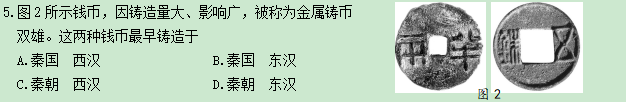 5.图2所示钱币，因铸造量大、影响广，被称为金属铸币
双雄。这两种钱币最早铸造于
A.秦国 西汉 B.秦国 东汉
C.秦朝 西汉 D.秦朝 东汉
图2